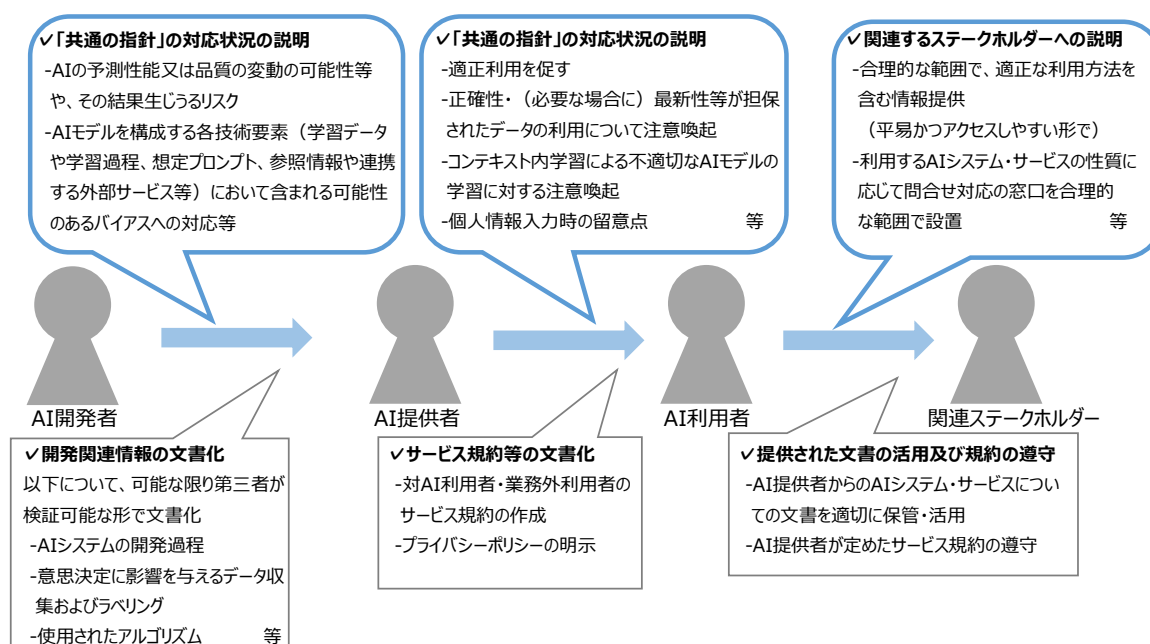 ✓「共通の指針」の対応状況の説明
-AIの予測性能又は品質の変動の可能性等
や、その結果生じうるリスク
-AIモデルを構成する各技術要素（学習データ
や学習過程、想定プロンプト、参照情報や連携
する外部サービス等）において含まれる可能性
のあるバイアスへの対応等
✓「共通の指針」の対応状況の説明
-適正利用を促す
-正確性・（必要な場合に）最新性等が担保
されたデータの利用について注意喚起
-コンテキスト内学習による不適切なAIモデルの
学習に対する注意喚起
-個人情報入力時の留意点 等
✓関連するステークホルダーへの説明
-合理的な範囲で、適正な利用方法を
含む情報提供
（平易かつアクセスしやすい形で）
-利用するAIシステム・サービスの性質に
応じて問合せ対応の窓口を合理的
な範囲で設置 等
AI開発者
AI提供者
AI利用者
関連ステークホルダー
✓開発関連情報の文書化
以下について、可能な限り第三者が
検証可能な形で文書化
-AIシステムの開発過程
-意思決定に影響を与えるデータ収
集およびラベリング
-使用されたアルゴリズム 等
✓サービス規約等の文書化
-対AI利用者・業務外利用者の
サービス規約の作成
-プライバシーポリシーの明示
✓提供された文書の活用及び規約の遵守
-AI提供者からのAIシステム・サービスについ
ての文書を適切に保管・活用
-AI提供者が定めたサービス規約の遵守